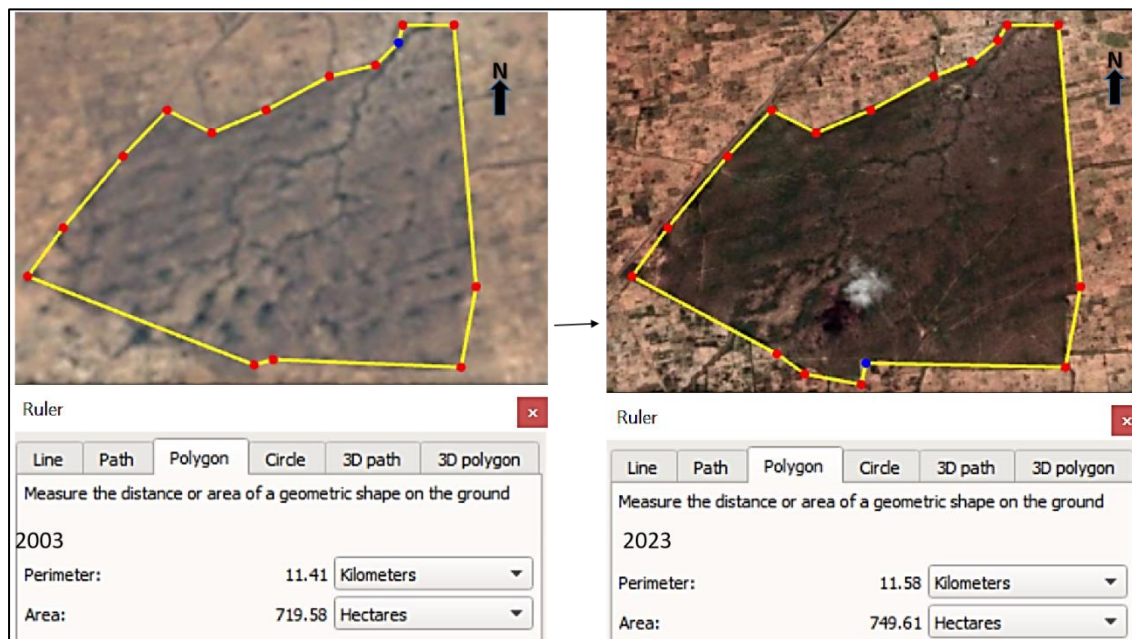 N
Ruler
x
Line Path Polygon Circle 3D path 3D polygon
Measure the distance or area of a geometric shape on the ground
2003
Perimeter: 11.41 Kilometers
Area: 719.58 Hectares
N
Ruler
x
Line Path Polygon Circle 3D path 3D polygon
Measure the distance or area of a geometric shape on the ground
2023
Perimeter: 11.58 Kilometers
Area: 749.61 Hectares